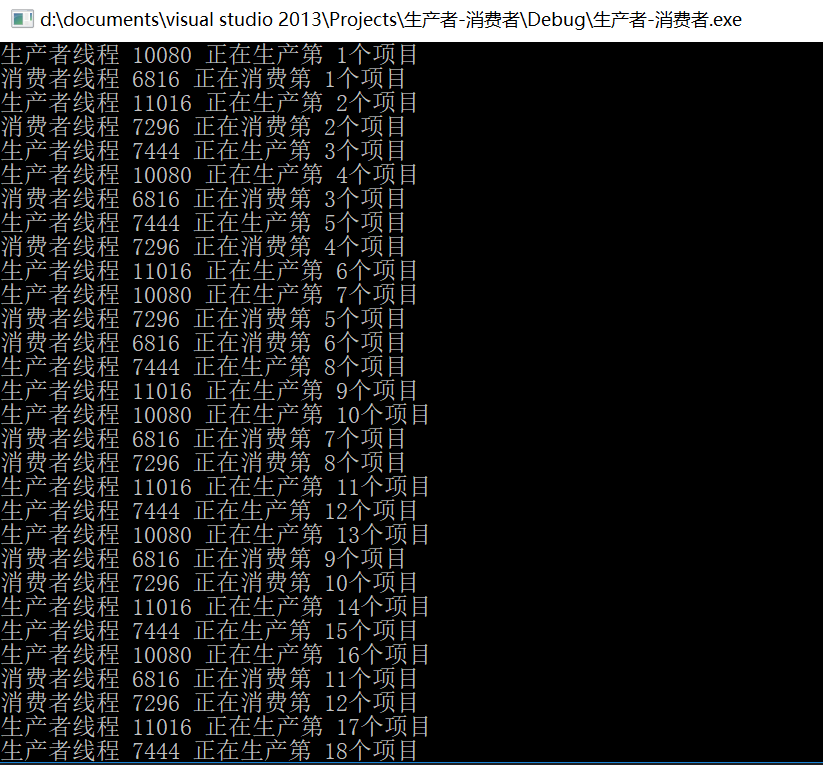 d:\documents\visual studio 2013\Projects\生产者-消费者\Debug\生产者-消费者.exe
生产者线程 10080 正在生产第 1个项目
消费者线程 6816 正在消费第 1个项目
生产者线程 11016 正在生产第 2个项目
消费者线程 7296 正在消费第 2个项目
生产者线程 7444 正在生产第 3个项目
生产者线程 10080 正在生产第 4个项目
消费者线程 6816 正在消费第 3个项目
生产者线程 7444 正在生产第 5个项目
消费者线程 7296 正在消费第 4个项目
生产者线程 11016 正在生产第 6个项目
生产者线程 10080 正在生产第 7个项目
消费者线程 7296 正在消费第 5个项目
消费者线程 6816 正在消费第 6个项目
生产者线程 7444 正在生产第 8个项目
生产者线程 11016 正在生产第 9个项目
生产者线程 10080 正在生产第 10个项目
消费者线程 6816 正在消费第 7个项目
消费者线程 7296 正在消费第 8个项目
生产者线程 11016 正在生产第 11个项目
生产者线程 7444 正在生产第 12个项目
生产者线程 10080 正在生产第 13个项目
消费者线程 6816 正在消费第 9个项目
消费者线程 7296 正在消费第 10个项目
生产者线程 11016 正在生产第 14个项目
生产者线程 7444 正在生产第 15个项目
生产者线程 10080 正在生产第 16个项目
消费者线程 6816 正在消费第 11个项目
消费者线程 7296 正在消费第 12个项目
生产者线程 11016 正在生产第 17个项目
生产者线程 7444 正在生产第 18个项目